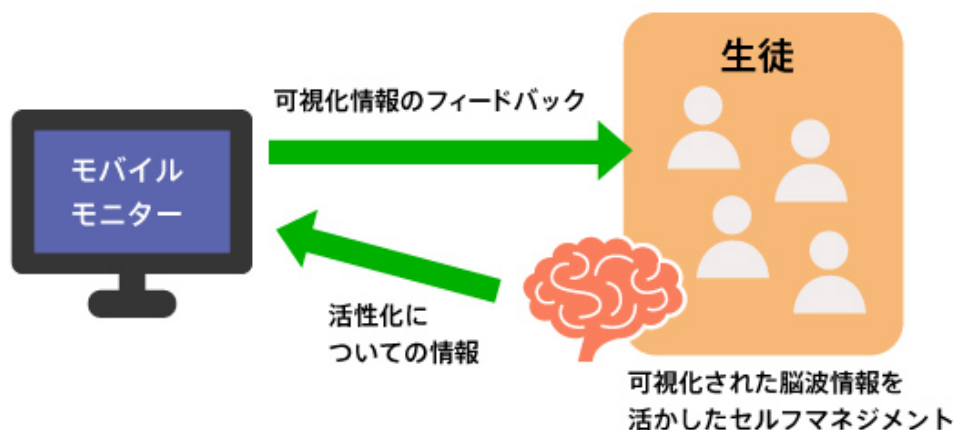 生徒
可視化情報のフィードバック
モバイル
モニター
活性化に
ついての情報
可視化された脳波情報を
活かしたセルフマネジメント